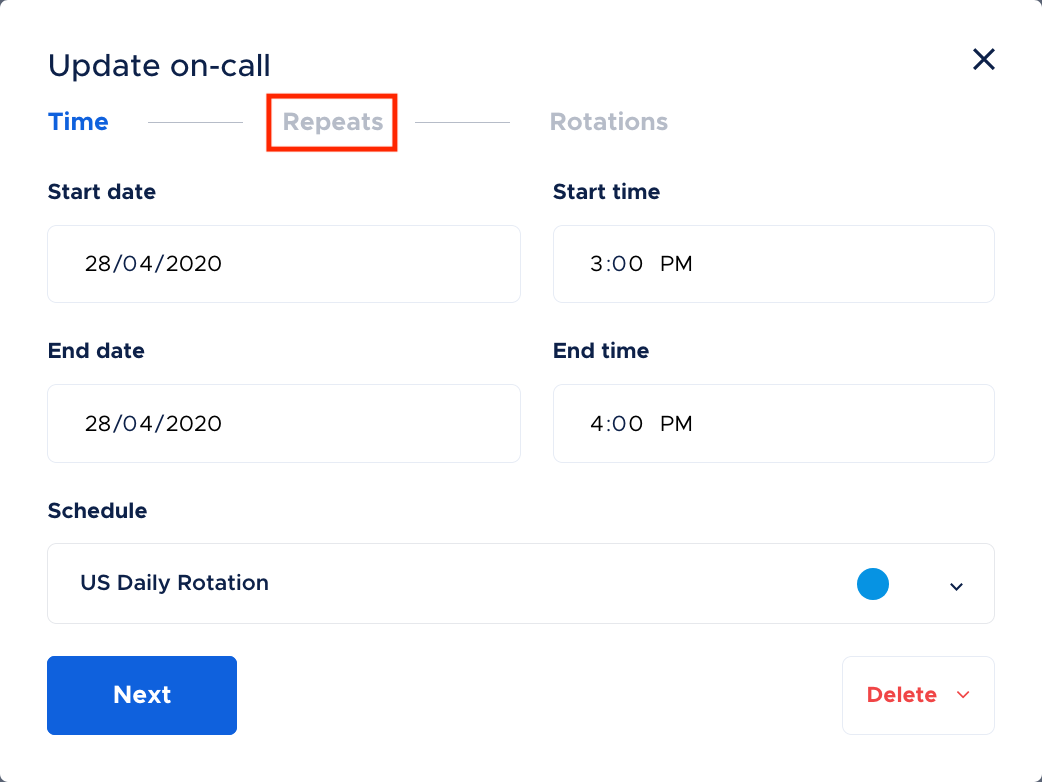 Update on-call
Time Repeats Rotations
Start date Start time
28/04/2020 3:00 PM
End date End time
28/04/2020 4:00 PM
Schedule
US Daily Rotation
Next Delete